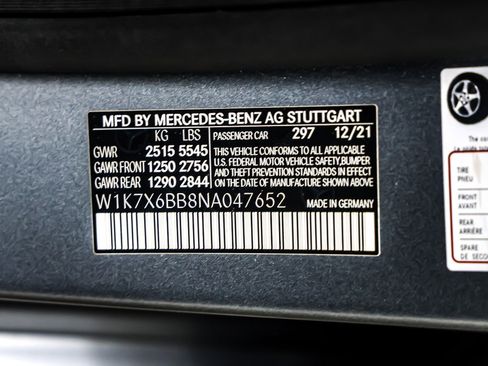 MFD BY MERCEDES-BENZ AG STUTTGART
KG LBS PASSENGER CAR 297 12/21
GVWR 2515 5545
GAWR FRONT 1250 2756
GAWR REAR 1290 2844
THIS VEHICLE CONFORMS TO ALL APPLICABLE
U.S. FEDERAL MOTOR VEHICLE SAFETY,BUMPER
AND THEFT PREVENTION STANDARDS IN EFFECT
ON THE DATE OF MANUFACTURE SHOWN ABOVE.
W1K7X6BB8NA047652 MADE IN GERMANY
The
TIRE
PNEU
FRONT
AVANT
REAR
ARRIÈRE
SPARE
DE